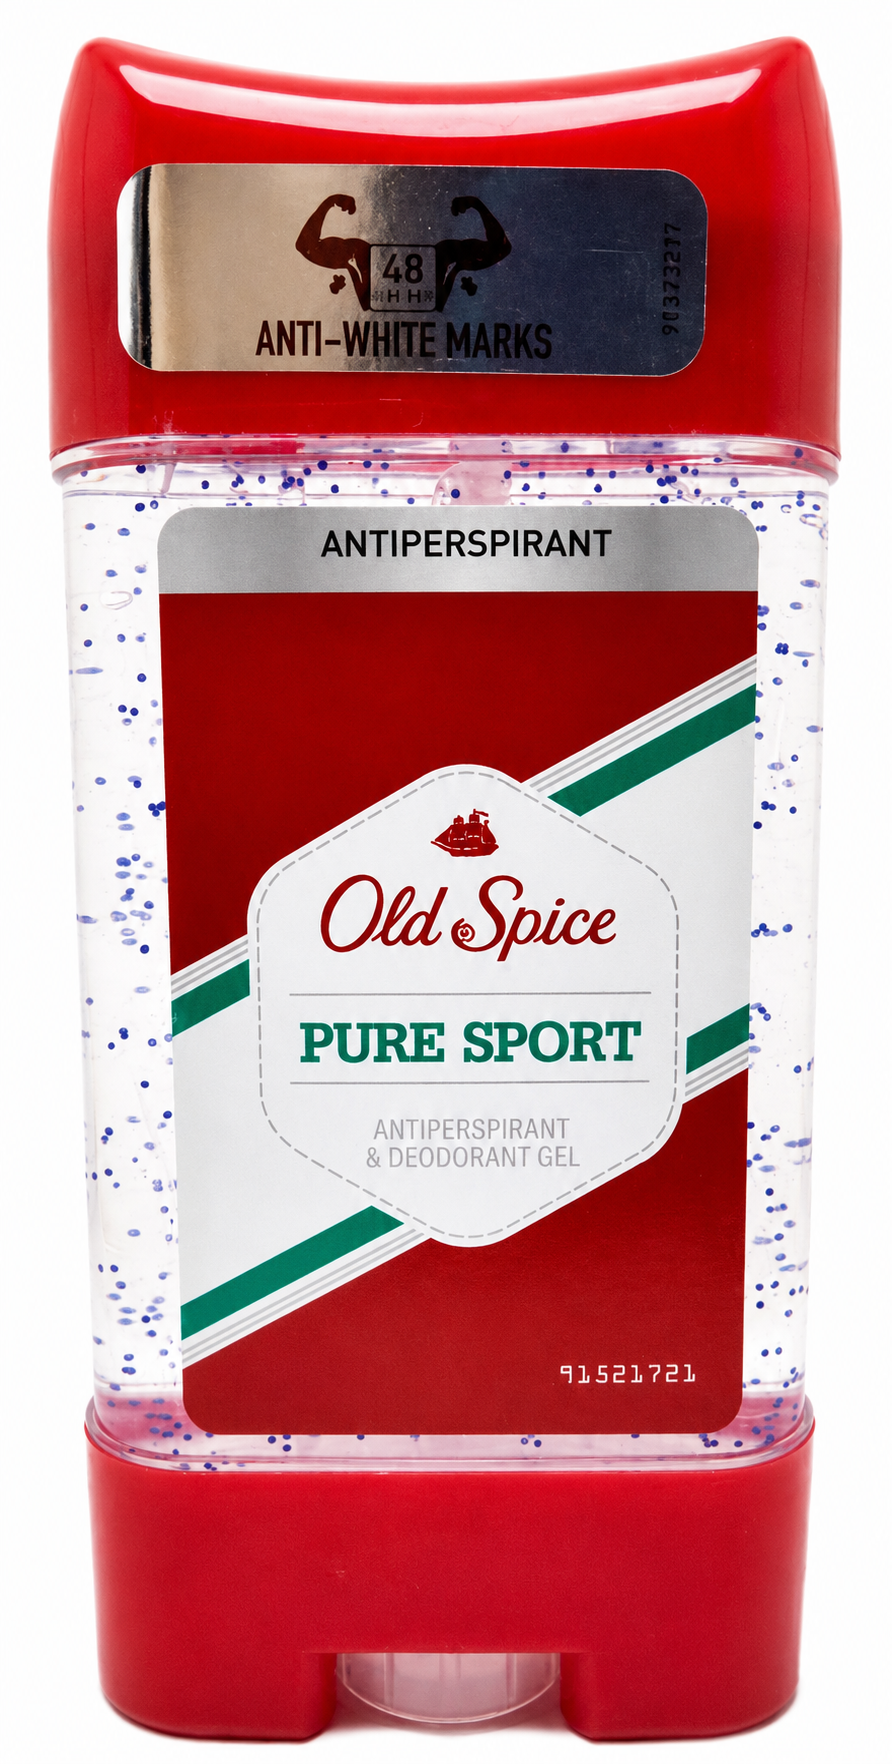 48
H H
ANTI-WHITE MARKS
90373217
ANTIPERSPIRANT
Old Spice
PURE SPORT
ANTIPERSPIRANT
& DEODORANT GEL
91521721